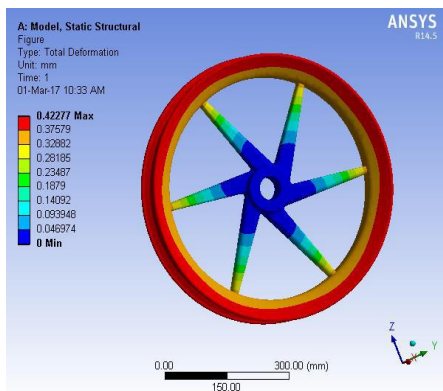 A: Model, Static Structural
Figure
Type: Total Deformation
Unit: mm
Time: 1
01-Mar-17 10:33 AM
ANSYS
R14.5
0.42277 Max
0.37579
0.32882
0.28185
0.23487
0.1879
0.14092
0.093948
0.046974
0 Min
0.00
300.00 (mm)
150.00
Z
Y
X